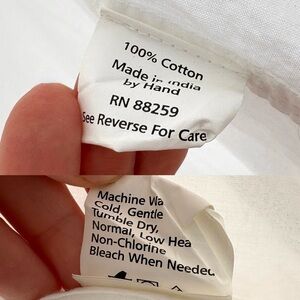 100% Cotton
Made in India
by Hand
RN 88259
See Reverse For Care
Machine Wa
Cold, Gentle
Tumble Dry,
Normal, Low Hea
Non-Chlorine
Bleach When Needed